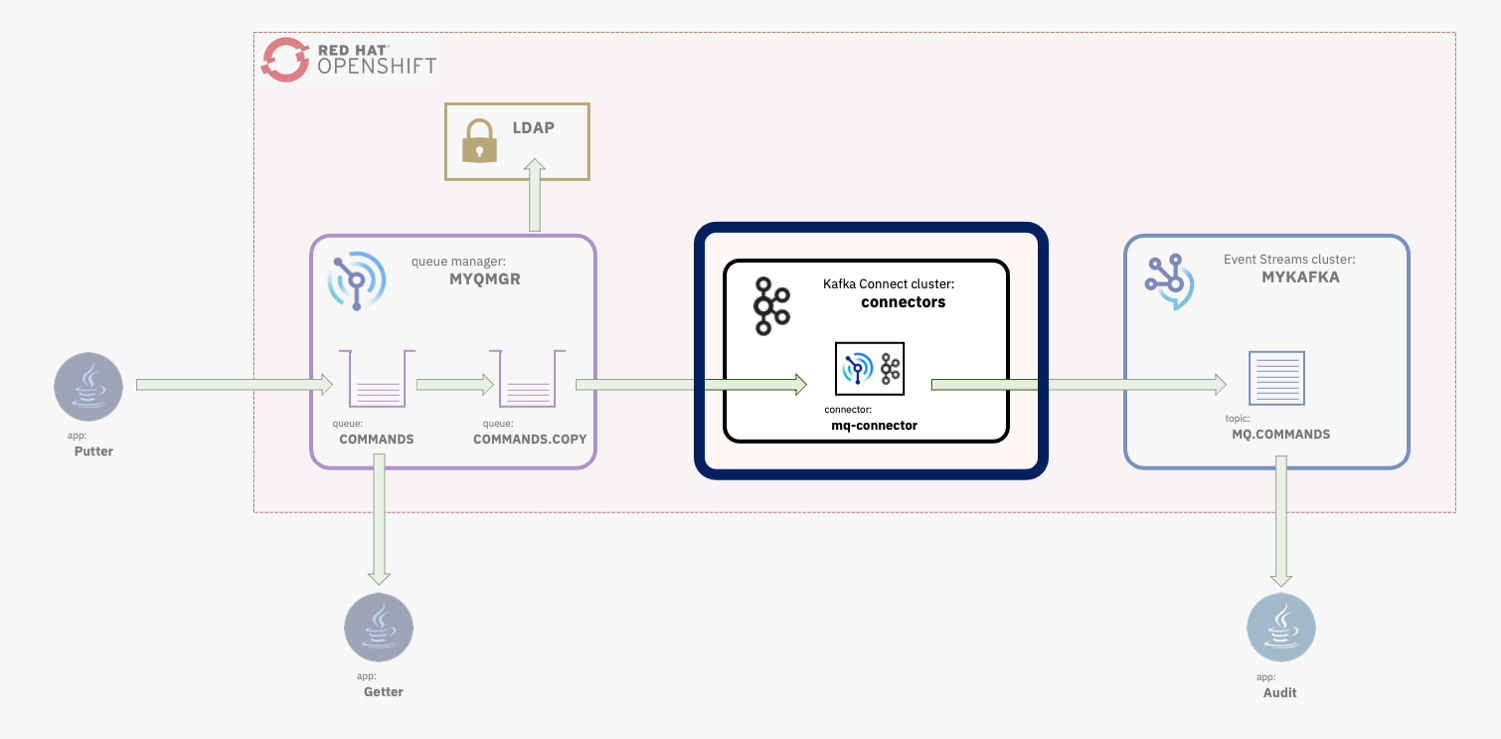 RED HAT
OPENSHIFT
LDAP
queue manager:
MYQMGR
Kafka Connect cluster:
connectors
Event Streams cluster:
MYKAFKA
app:
Putter
queue:
COMMANDS
queue:
COMMANDS.COPY
connector:
mq-connector
topic:
MQ.COMMANDS
app:
Getter
app:
Audit